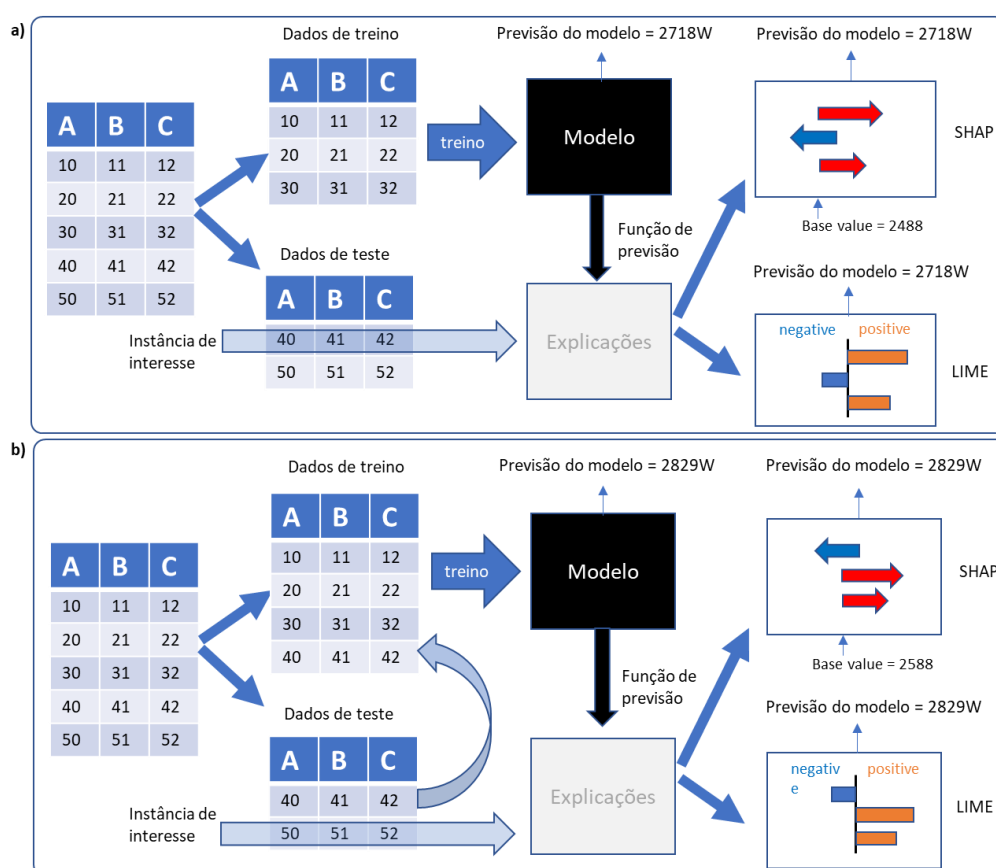 a)
Dados de treino
Previsão do modelo = 2718W
Previsão do modelo = 2718W
A B C
10 11 12
20 21 22
30 31 32
40 41 42
50 51 52
A B C
10 11 12
20 21 22
30 31 32
treino
Modelo
SHAP
Base value = 2488
Função de
previsão
Dados de teste
A B C
40 41 42
50 51 52
Instância de
interesse
Explicações
Previsão do modelo = 2718W
negative positive
LIME
b)
Dados de treino
Previsão do modelo = 2829W
Previsão do modelo = 2829W
A B C
10 11 12
20 21 22
30 31 32
40 41 42
50 51 52
A B C
10 11 12
20 21 22
30 31 32
40 41 42
treino
Modelo
SHAP
Base value = 2588
Função de
previsão
Dados de teste
A B C
40 41 42
50 51 52
Instância de
interesse
Explicações
Previsão do modelo = 2829W
negativ positive
e
LIME